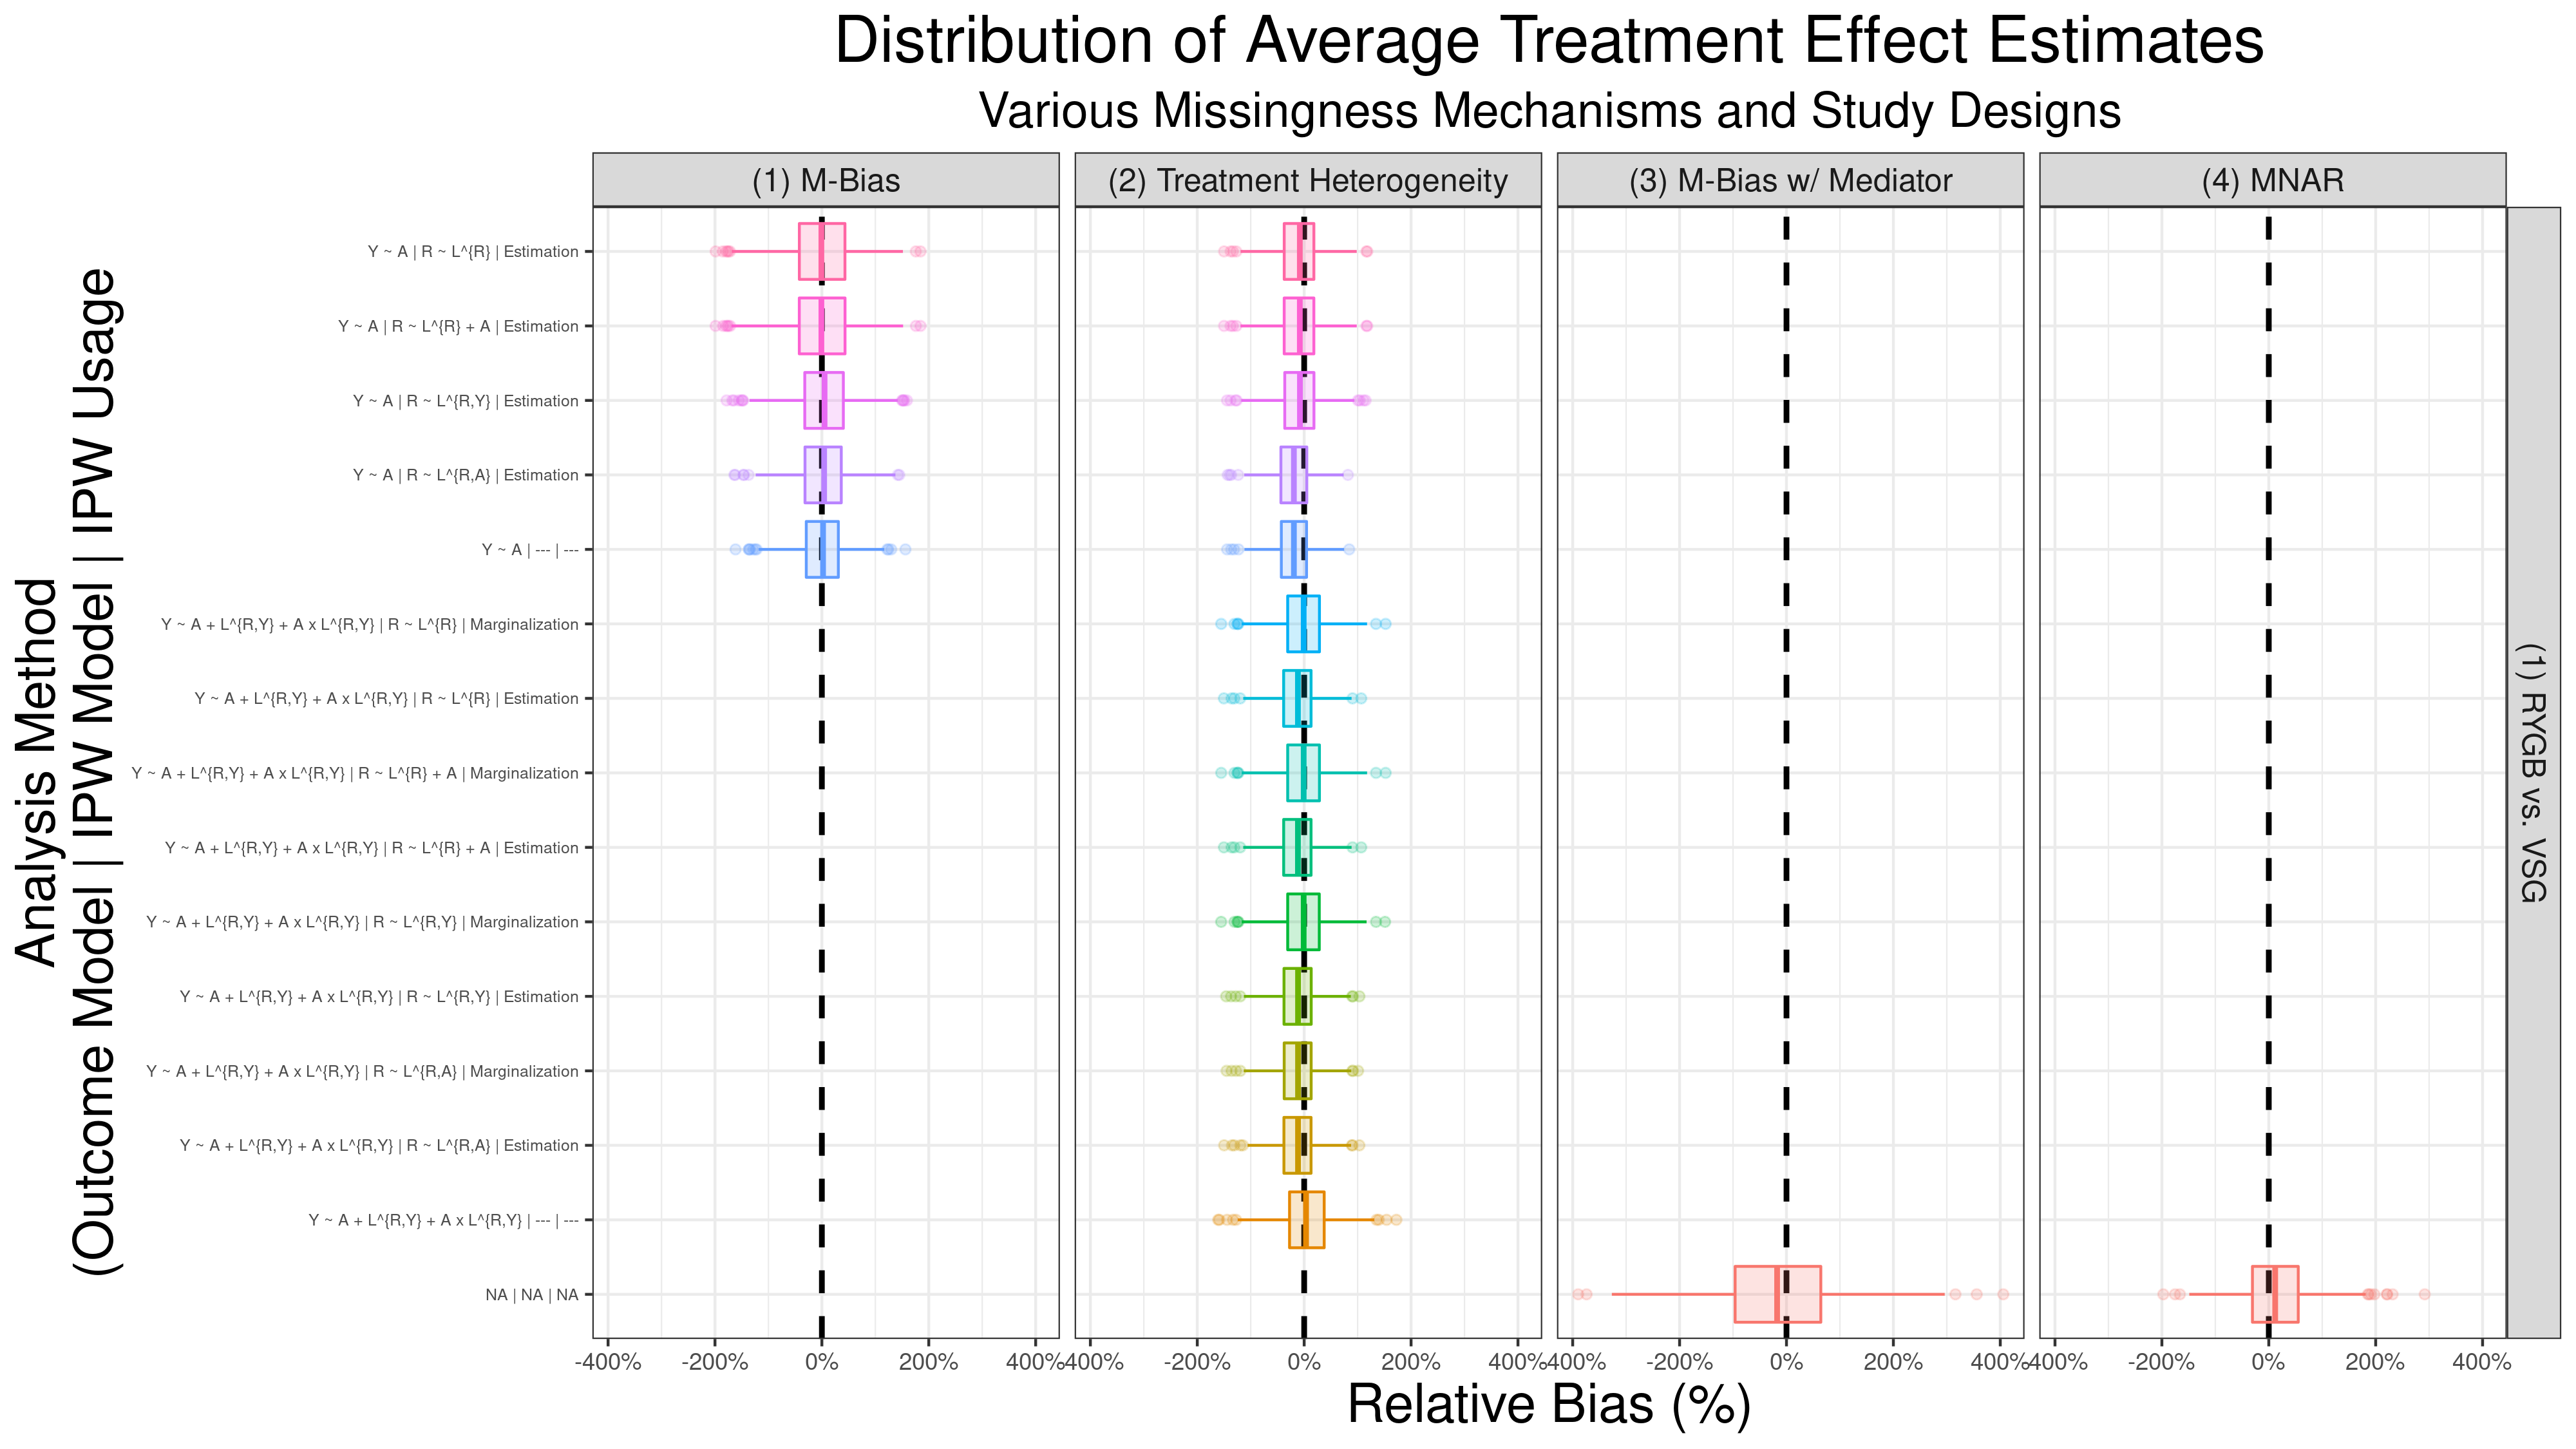 Distribution of Average Treatment Effect Estimates
Various Missingness Mechanisms and Study Designs
(1) M-Bias
(2) Treatment Heterogeneity
(3) M-Bias w/ Mediator
(4) MNAR
(1) RYGB vs. VSG
Analysis Method
(Outcome Model | IPW Model | IPW Usage
Y ~ A | R ~ L^{R} | Estimation
Y ~ A | R ~ L^{R} + A | Estimation
Y ~ A | R ~ L^{R,Y} | Estimation
Y ~ A | R ~ L^{R,A} | Estimation
Y ~ A | --- | ---
Y ~ A + L^{R,Y} + A x L^{R,Y} | R ~ L^{R} | Marginalization
Y ~ A + L^{R,Y} + A x L^{R,Y} | R ~ L^{R} | Estimation
Y ~ A + L^{R,Y} + A x L^{R,Y} | R ~ L^{R} + A | Marginalization
Y ~ A + L^{R,Y} + A x L^{R,Y} | R ~ L^{R} + A | Estimation
Y ~ A + L^{R,Y} + A x L^{R,Y} | R ~ L^{R,Y} | Marginalization
Y ~ A + L^{R,Y} + A x L^{R,Y} | R ~ L^{R,Y} | Estimation
Y ~ A + L^{R,Y} + A x L^{R,Y} | R ~ L^{R,A} | Marginalization
Y ~ A + L^{R,Y} + A x L^{R,Y} | R ~ L^{R,A} | Estimation
Y ~ A + L^{R,Y} + A x L^{R,Y} | --- | ---
NA | NA | NA
-400% -200% 0% 200% 400%
-400% -200% 0% 200% 400%
-400% -200% 0% 200% 400%
-400% -200% 0% 200% 400%
Relative Bias (%)